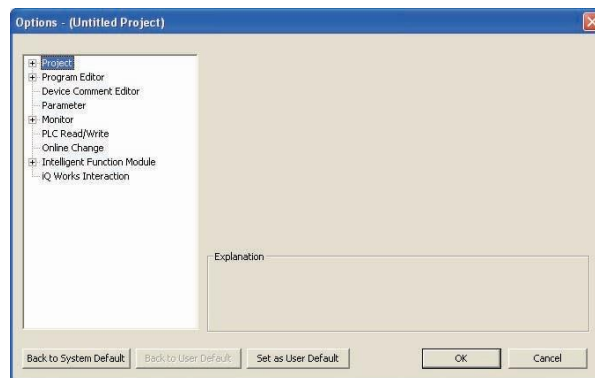 Options - (Untitled Project)
Project
Program Editor
Device Comment Editor
Parameter
Monitor
PLC Read/Write
Online Change
Intelligent Function Module
iQ Works Interaction
Explanation
Back to System Default
Back to User Default
Set as User Default
OK
Cancel